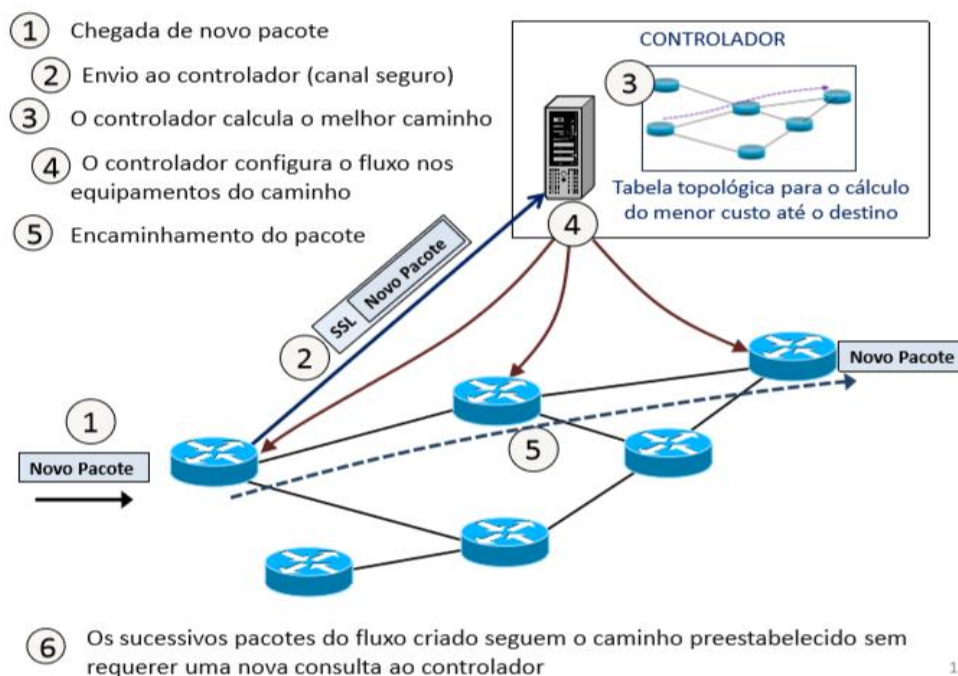 1 Chegada de novo pacote
2 Envio ao controlador (canal seguro)
3 O controlador calcula o melhor caminho
4 O controlador configura o fluxo nos
equipamentos do caminho
5 Encaminhamento do pacote
CONTROLADOR
3
Tabela topológica para o cálculo
do menor custo até o destino
4
SSL Novo Pacote
2
1
Novo Pacote
5
Novo Pacote
6 Os sucessivos pacotes do fluxo criado seguem o caminho preestabelecido sem
requerer uma nova consulta ao controlador
1